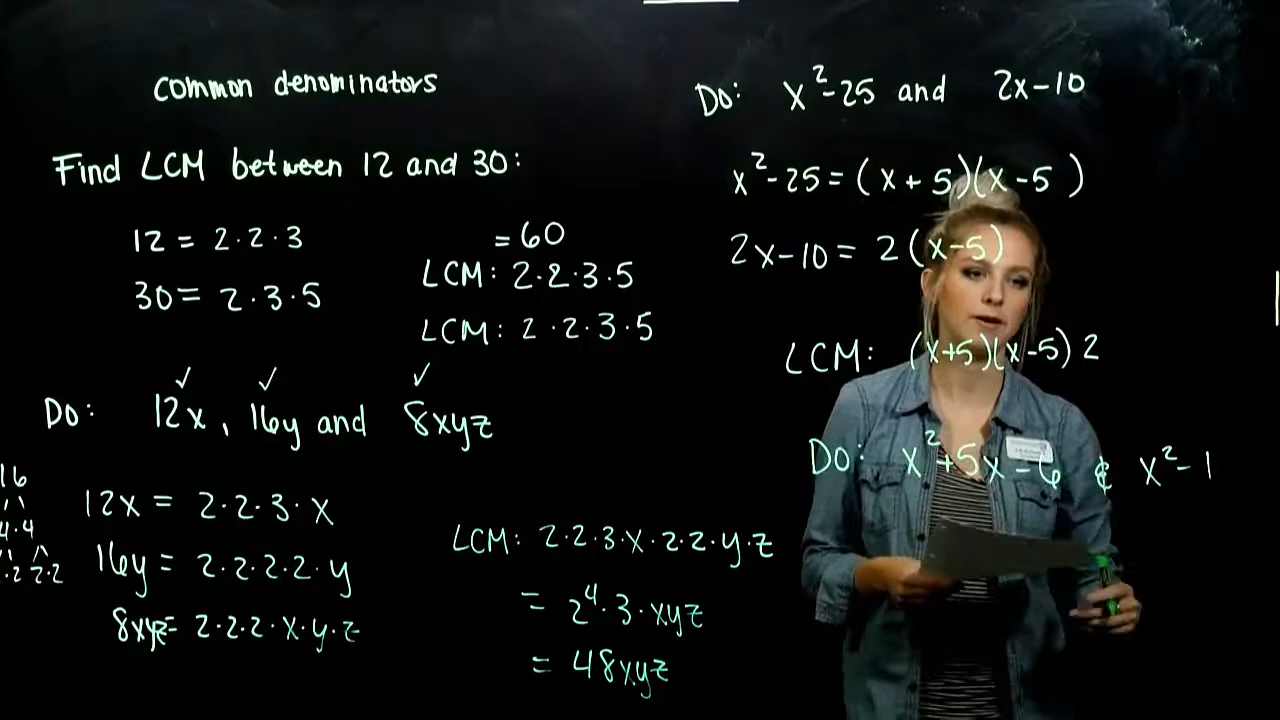 common denominators
Find LCM between 12 and 30:
12 = 2·2·3
30 = 2·3·5
= 60
LCM: 2·2·3·5
LCM: 2·2·3·5
✓ ✓ ✓
Do: 12x, 16y and 8xyz
16
4·4
2·2
12x = 2·2·3·x
16y = 2·2·2·2·y
8xyz = 2·2·2·x·y·z
LCM: 2·2·3·x·2·2·y·z
= 2⁴·3·xyz
= 48xyz
Do: x²-25 and 2x-10
x²-25 = (x+5)(x-5)
2x-10 = 2(x-5)
LCM: (x+5)(x-5)2
Do: x²+5x-6 & x²-1